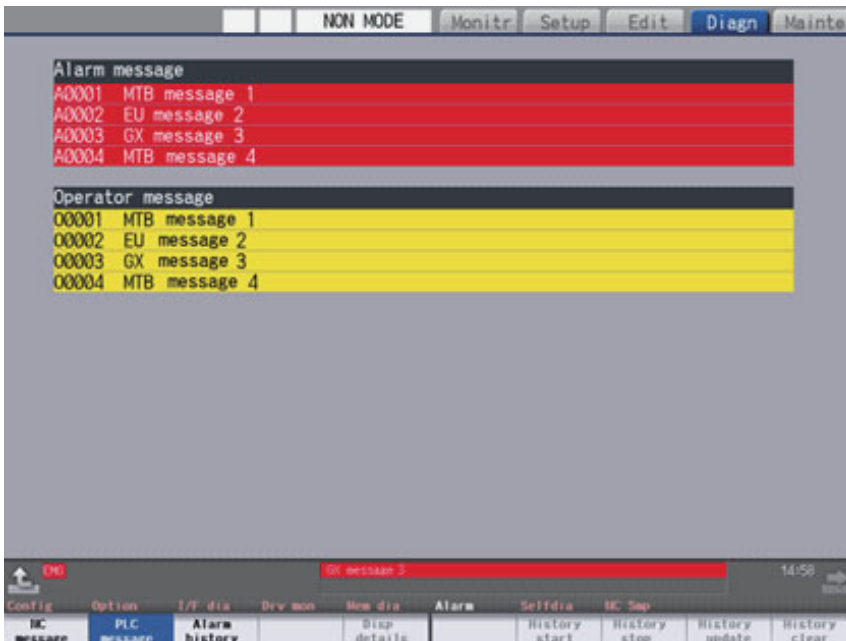 NON MODE Monitr Setup Edit Diagn Mainte
Alarm message
A0001 MTB message 1
A0002 EU message 2
A0003 GX message 3
A0004 MTB message 4
Operator message
O0001 MTB message 1
O0002 EU message 2
O0003 GX message 3
O0004 MTB message 4
EMG GX message 3 14:58
Config Option I/F dia Drv mon Mem dia Alarm Selfdia NC Smp
NC PLC Alarm Disp History History History History
message message history details start stop update clear